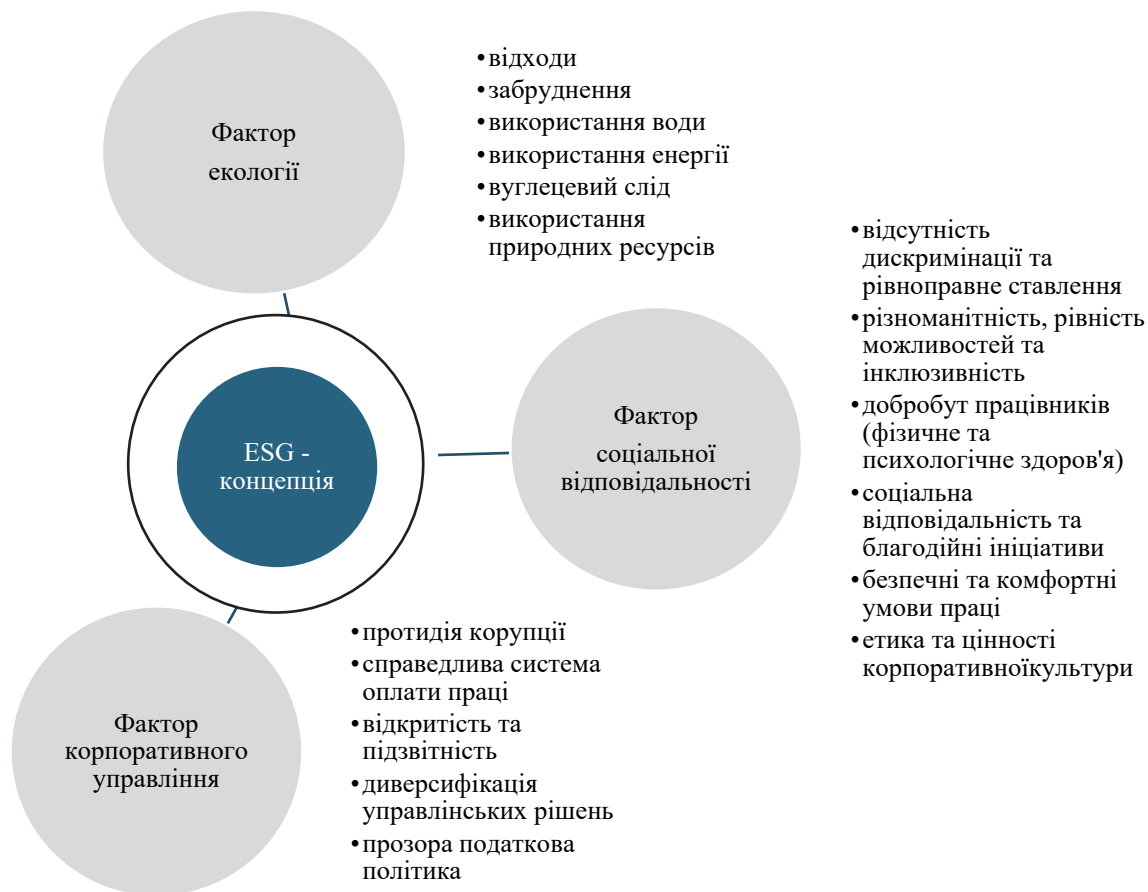 Фактор
екології
•відходи
•забруднення
•використання води
•використання енергії
•вуглецевий слід
•використання
природних ресурсів
ESG -
концепція
Фактор
соціальної
відповідальності
•відсутність
дискримінації та
рівноправне ставлення
•різноманітність, рівність
можливостей та
інклюзивність
•добробут працівників
(фізичне та
психологічне здоров'я)
•соціальна
відповідальність та
благодійні ініціативи
•безпечні та комфортні
умови праці
•етика та цінності
корпоративноїкультури
Фактор
корпоративного
управління
•протидія корупції
•справедлива система
оплати праці
•відкритість та
підзвітність
•диверсифікація
управлінських рішень
•прозора податкова
політика